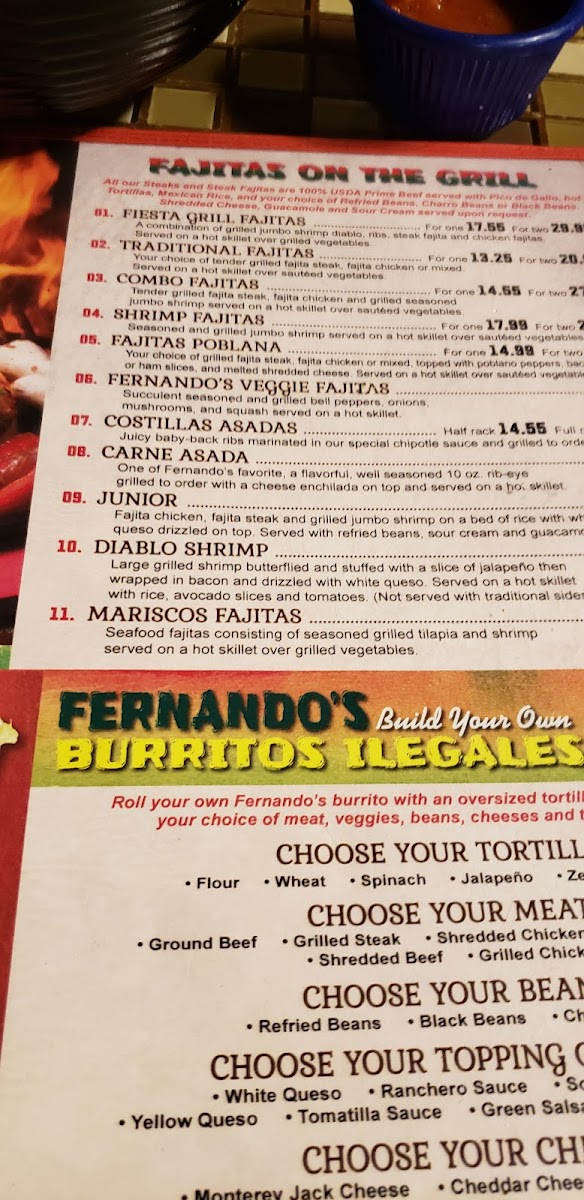 FAJITAS ON THE GRILL
All our Steaks and Steak Fajitas are 100% USDA Prime Beef served with Pico de Gallo, hot
Tortillas, Mexican Rice, and your choice of Refried Beans, Charro Beans or Black Beans.
Shredded Cheese, Guacamole and Sour Cream served upon request.
01. FIESTA GRILL FAJITAS For one 17.55 For two
A combination of grilled jumbo shrimp diablo, ribs, steak fajita and chicken fajitas.
Served on a hot skillet over grilled vegetables.
02. TRADITIONAL FAJITAS For one 13.25 For two
Your choice of tender grilled fajita steak, fajita chicken or mixed.
Served on a hot skillet over sautéed vegetables.
03. COMBO FAJITAS For one 14.55 For two
Tender grilled fajita steak, fajita chicken and grilled seasoned
jumbo shrimp served on a hot skillet over sautéed vegetables.
04. SHRIMP FAJITAS For one 17.99 For two
Seasoned and grilled jumbo shrimp served on a hot skillet over sautéed vegetables
05. FAJITAS POBLANA For one 14.99 For two
Your choice of grilled fajita steak, fajita chicken or mixed, topped with poblano peppers,
or ham slices, and melted shredded cheese. Served on a hot skillet over sautéed
06. FERNANDO'S VEGGIE FAJITAS
Succulent seasoned and grilled bell peppers, onions,
mushrooms, and squash served on a hot skillet.
07. COSTILLAS ASADAS Half rack 14.55 Full
Juicy baby-back ribs marinated in our special chipotle sauce and grilled to
08. CARNE ASADA
One of Fernando's favorite, a flavorful, well seasoned 10 oz. rib-eye
grilled to order with a cheese enchilada on top and served on a hot skillet.
09. JUNIOR
Fajita chicken, fajita steak and grilled jumbo shrimp on a bed of rice with
queso drizzled on top. Served with refried beans, sour cream and
10. DIABLO SHRIMP
Large grilled shrimp butterflied and stuffed with a slice of jalapeño then
wrapped in bacon and drizzled with white queso. Served on a hot skillet
with rice, avocado slices and tomatoes. (Not served with traditional
11. MARISCOS FAJITAS
Seafood fajitas consisting of seasoned grilled tilapia and shrimp
served on a hot skillet over grilled vegetables.
FERNANDO'S Build Your Own
BURRITOS ILEGALES
Roll your own Fernando's burrito with an oversized
your choice of meat, veggies, beans, cheeses and
CHOOSE YOUR
• Flour • Wheat • Spinach • Jalapeño •
CHOOSE YOUR MEAT
• Ground Beef • Grilled Steak • Shredded Chicken
• Shredded Beef • Grilled
CHOOSE YOUR
• Refried Beans • Black Beans •
CHOOSE YOUR TOPPING
• White Queso • Ranchero Sauce •
• Yellow Queso • Tomatilla Sauce • Green Salsa
CHOOSE YOUR
• Monterey Jack Cheese • Cheddar